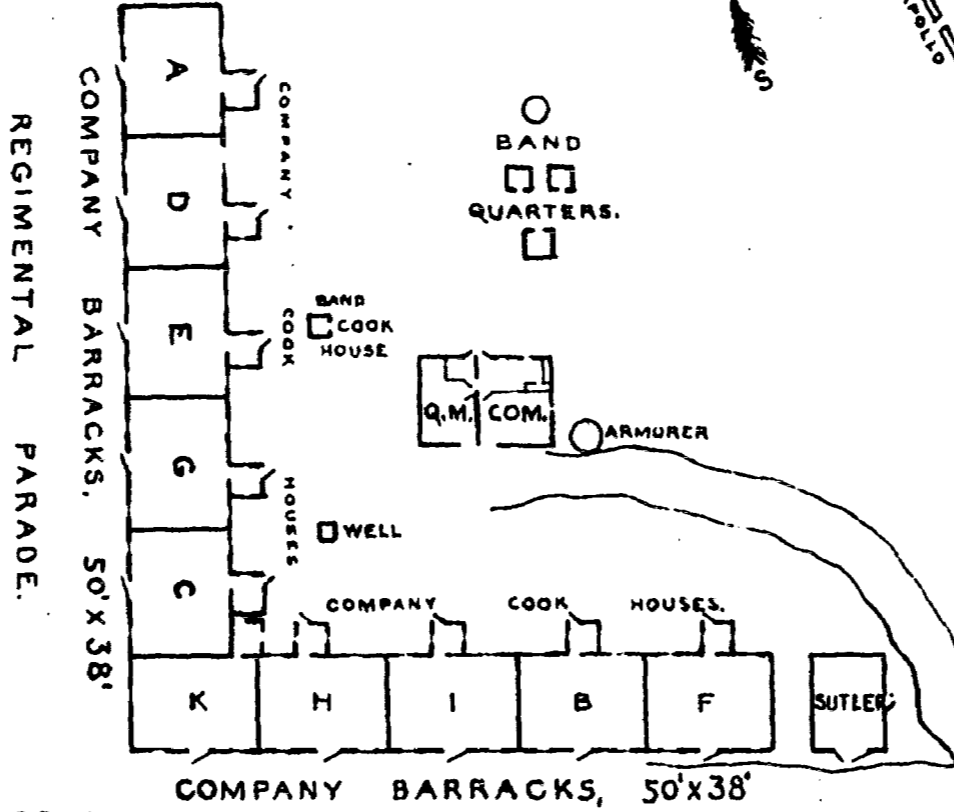 APOLLO
S
BAND
QUARTERS.
A
D
E
G
C
COMPANY
COOK
HOUSES
COMPANY BARRACKS, 50'x38'
REGIMENTAL PARADE.
BAND
COOK
HOUSE
Q.M. COM.
ARMURER
WELL
COMPANY COOK HOUSES.
K H I B F
SUTLER
COMPANY BARRACKS, 50'x38'